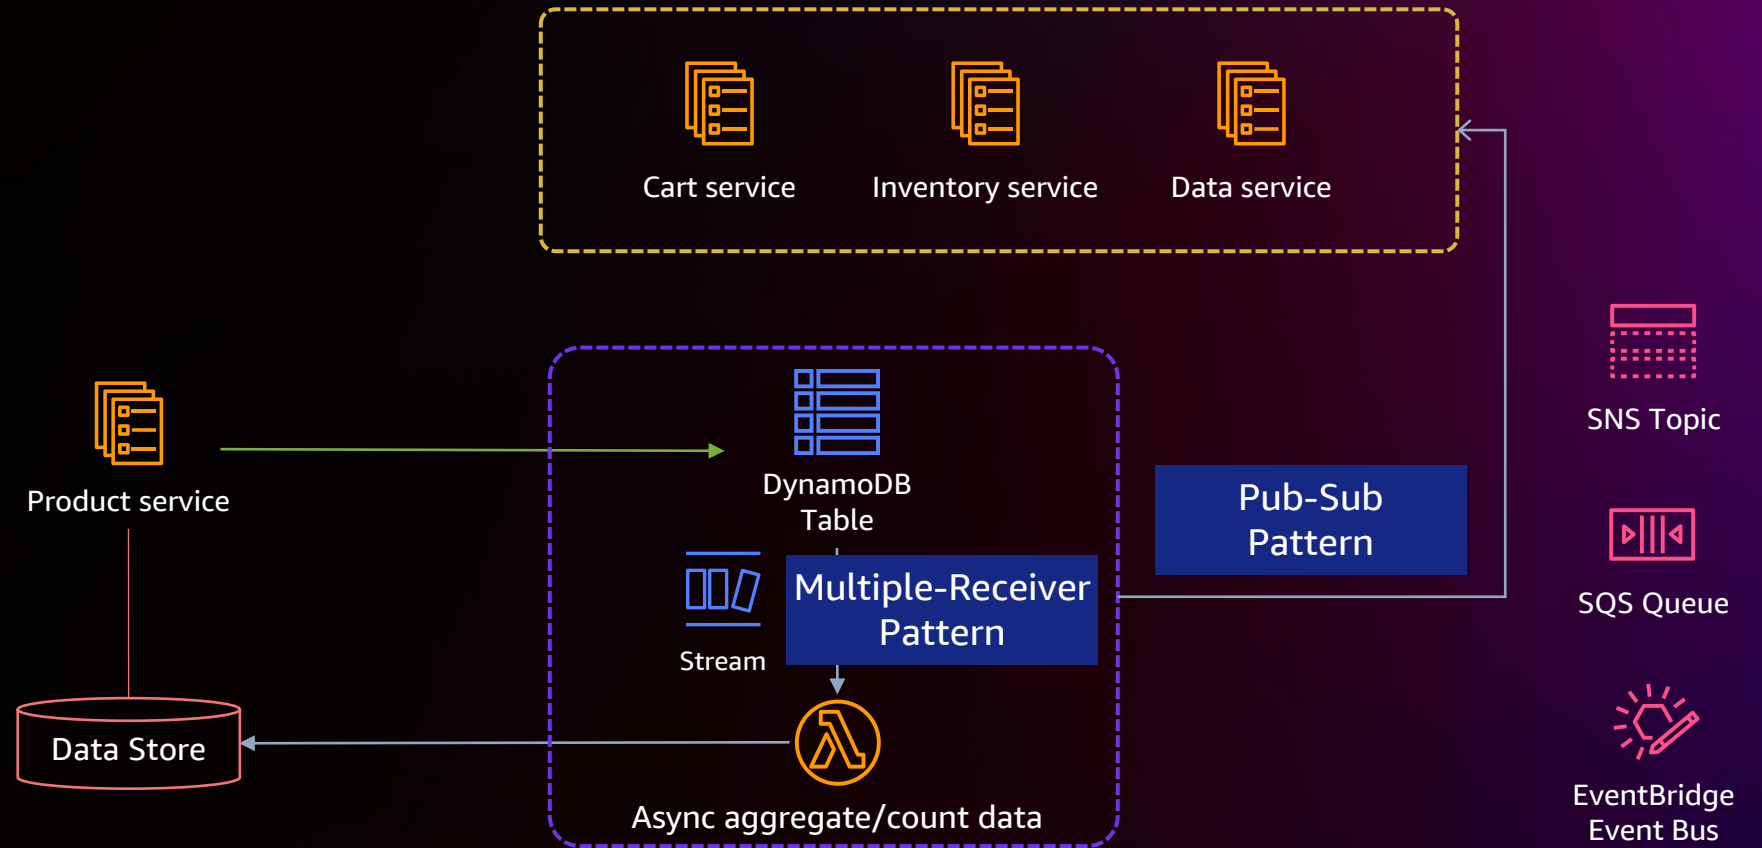 Cart service
Inventory service
Data service
SNS Topic
Product service
DynamoDB
Table
Pub-Sub
Pattern
Multiple-Receiver
Pattern
SQS Queue
Stream
Data Store
Async aggregate/count data
EventBridge
Event Bus